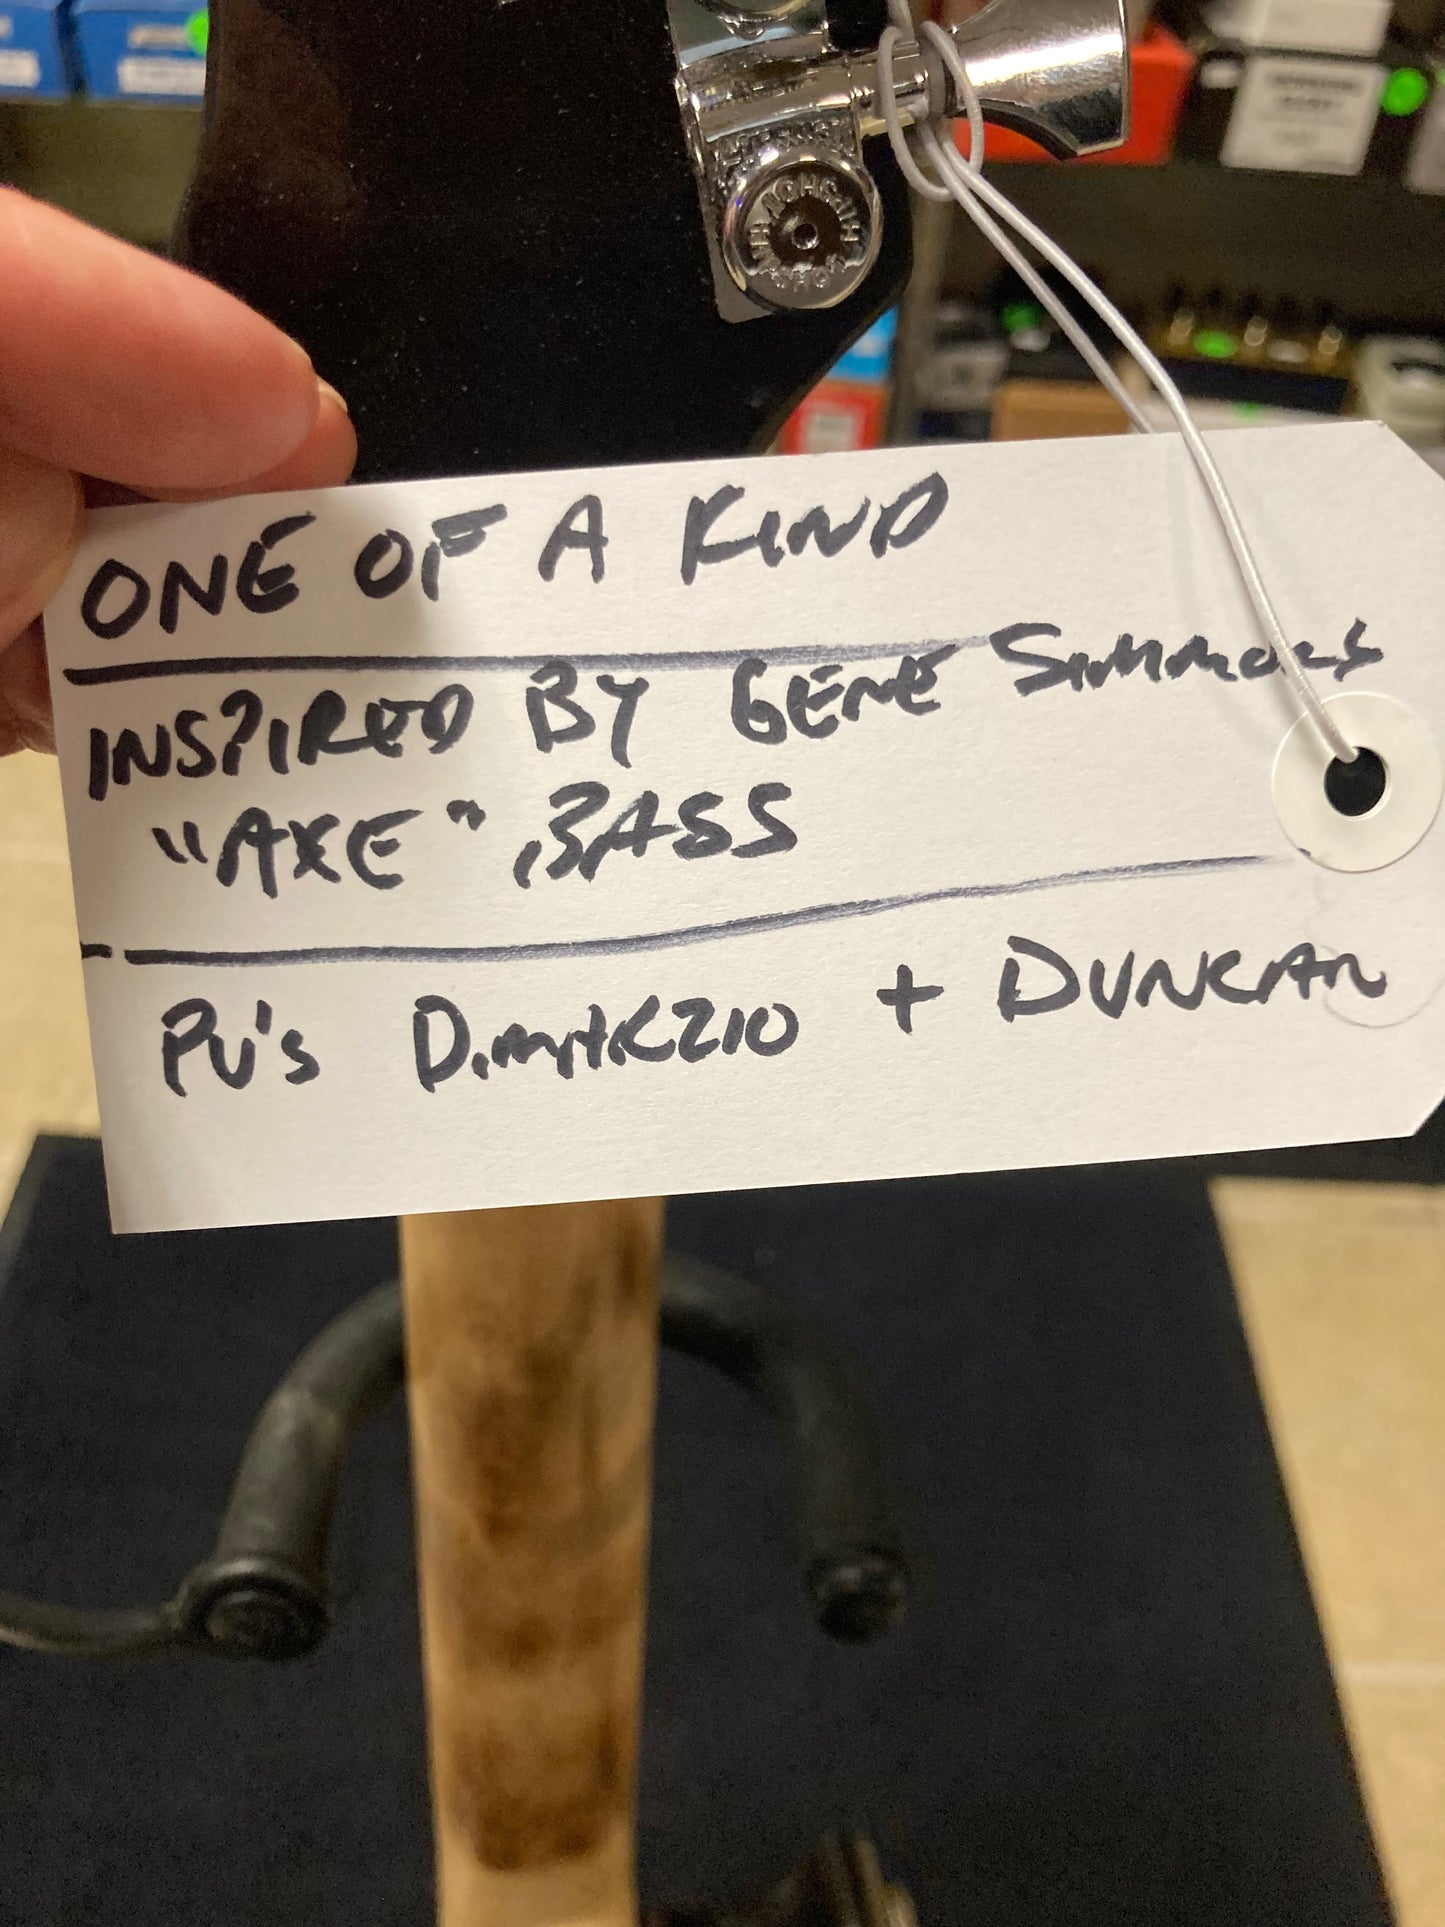 ONE OF A KIND
INSPIRED BY GENE SIMMONS
"AXE" BASS
PU'S DIMARZIO + DUNCAN